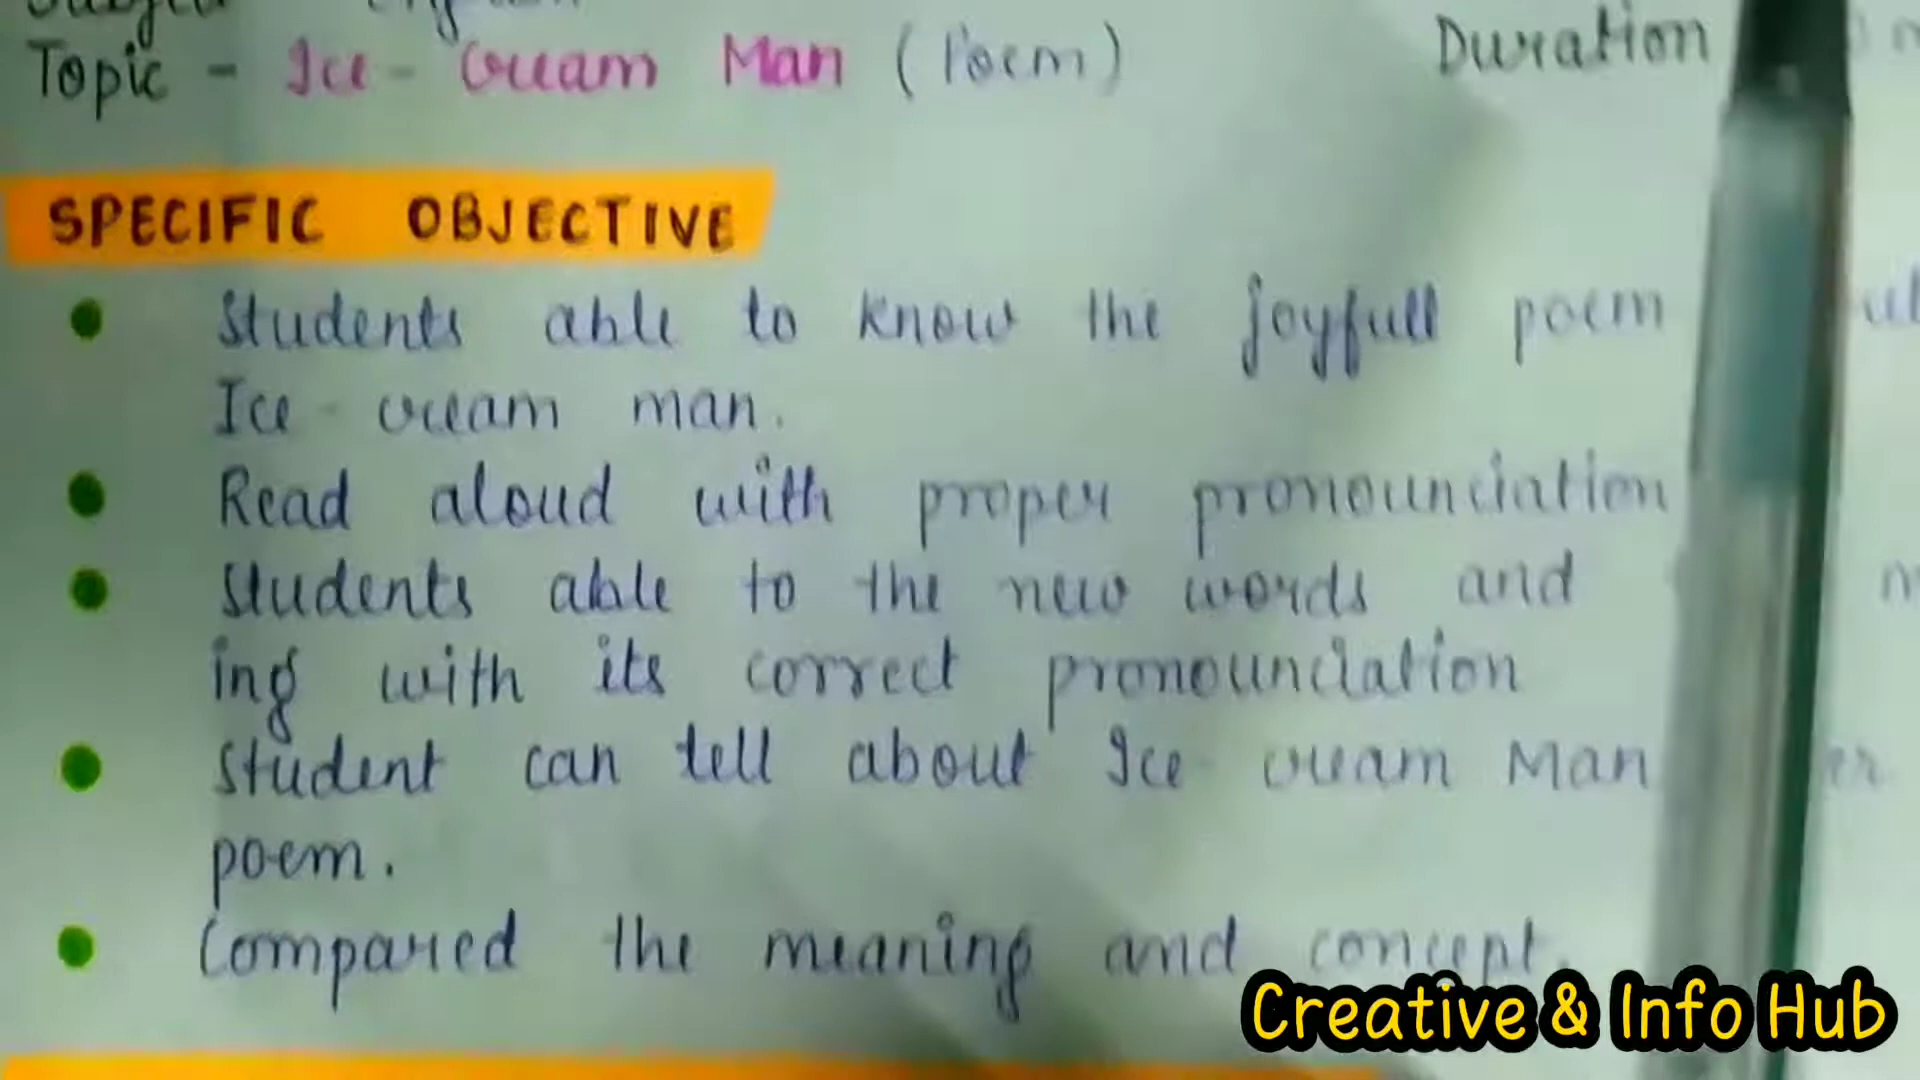 Subject English
Topic - Ice - cream Man (Poem) Duration
SPECIFIC OBJECTIVE
• Students able to know the joyfull poem
Ice - cream man.
• Read aloud with proper pronounciation
• Students able to the new words and
ing with its correct pronounciation
• Student can tell about Ice cream Man
poem.
• Compared the meaning and concept.
Creative & Info Hub